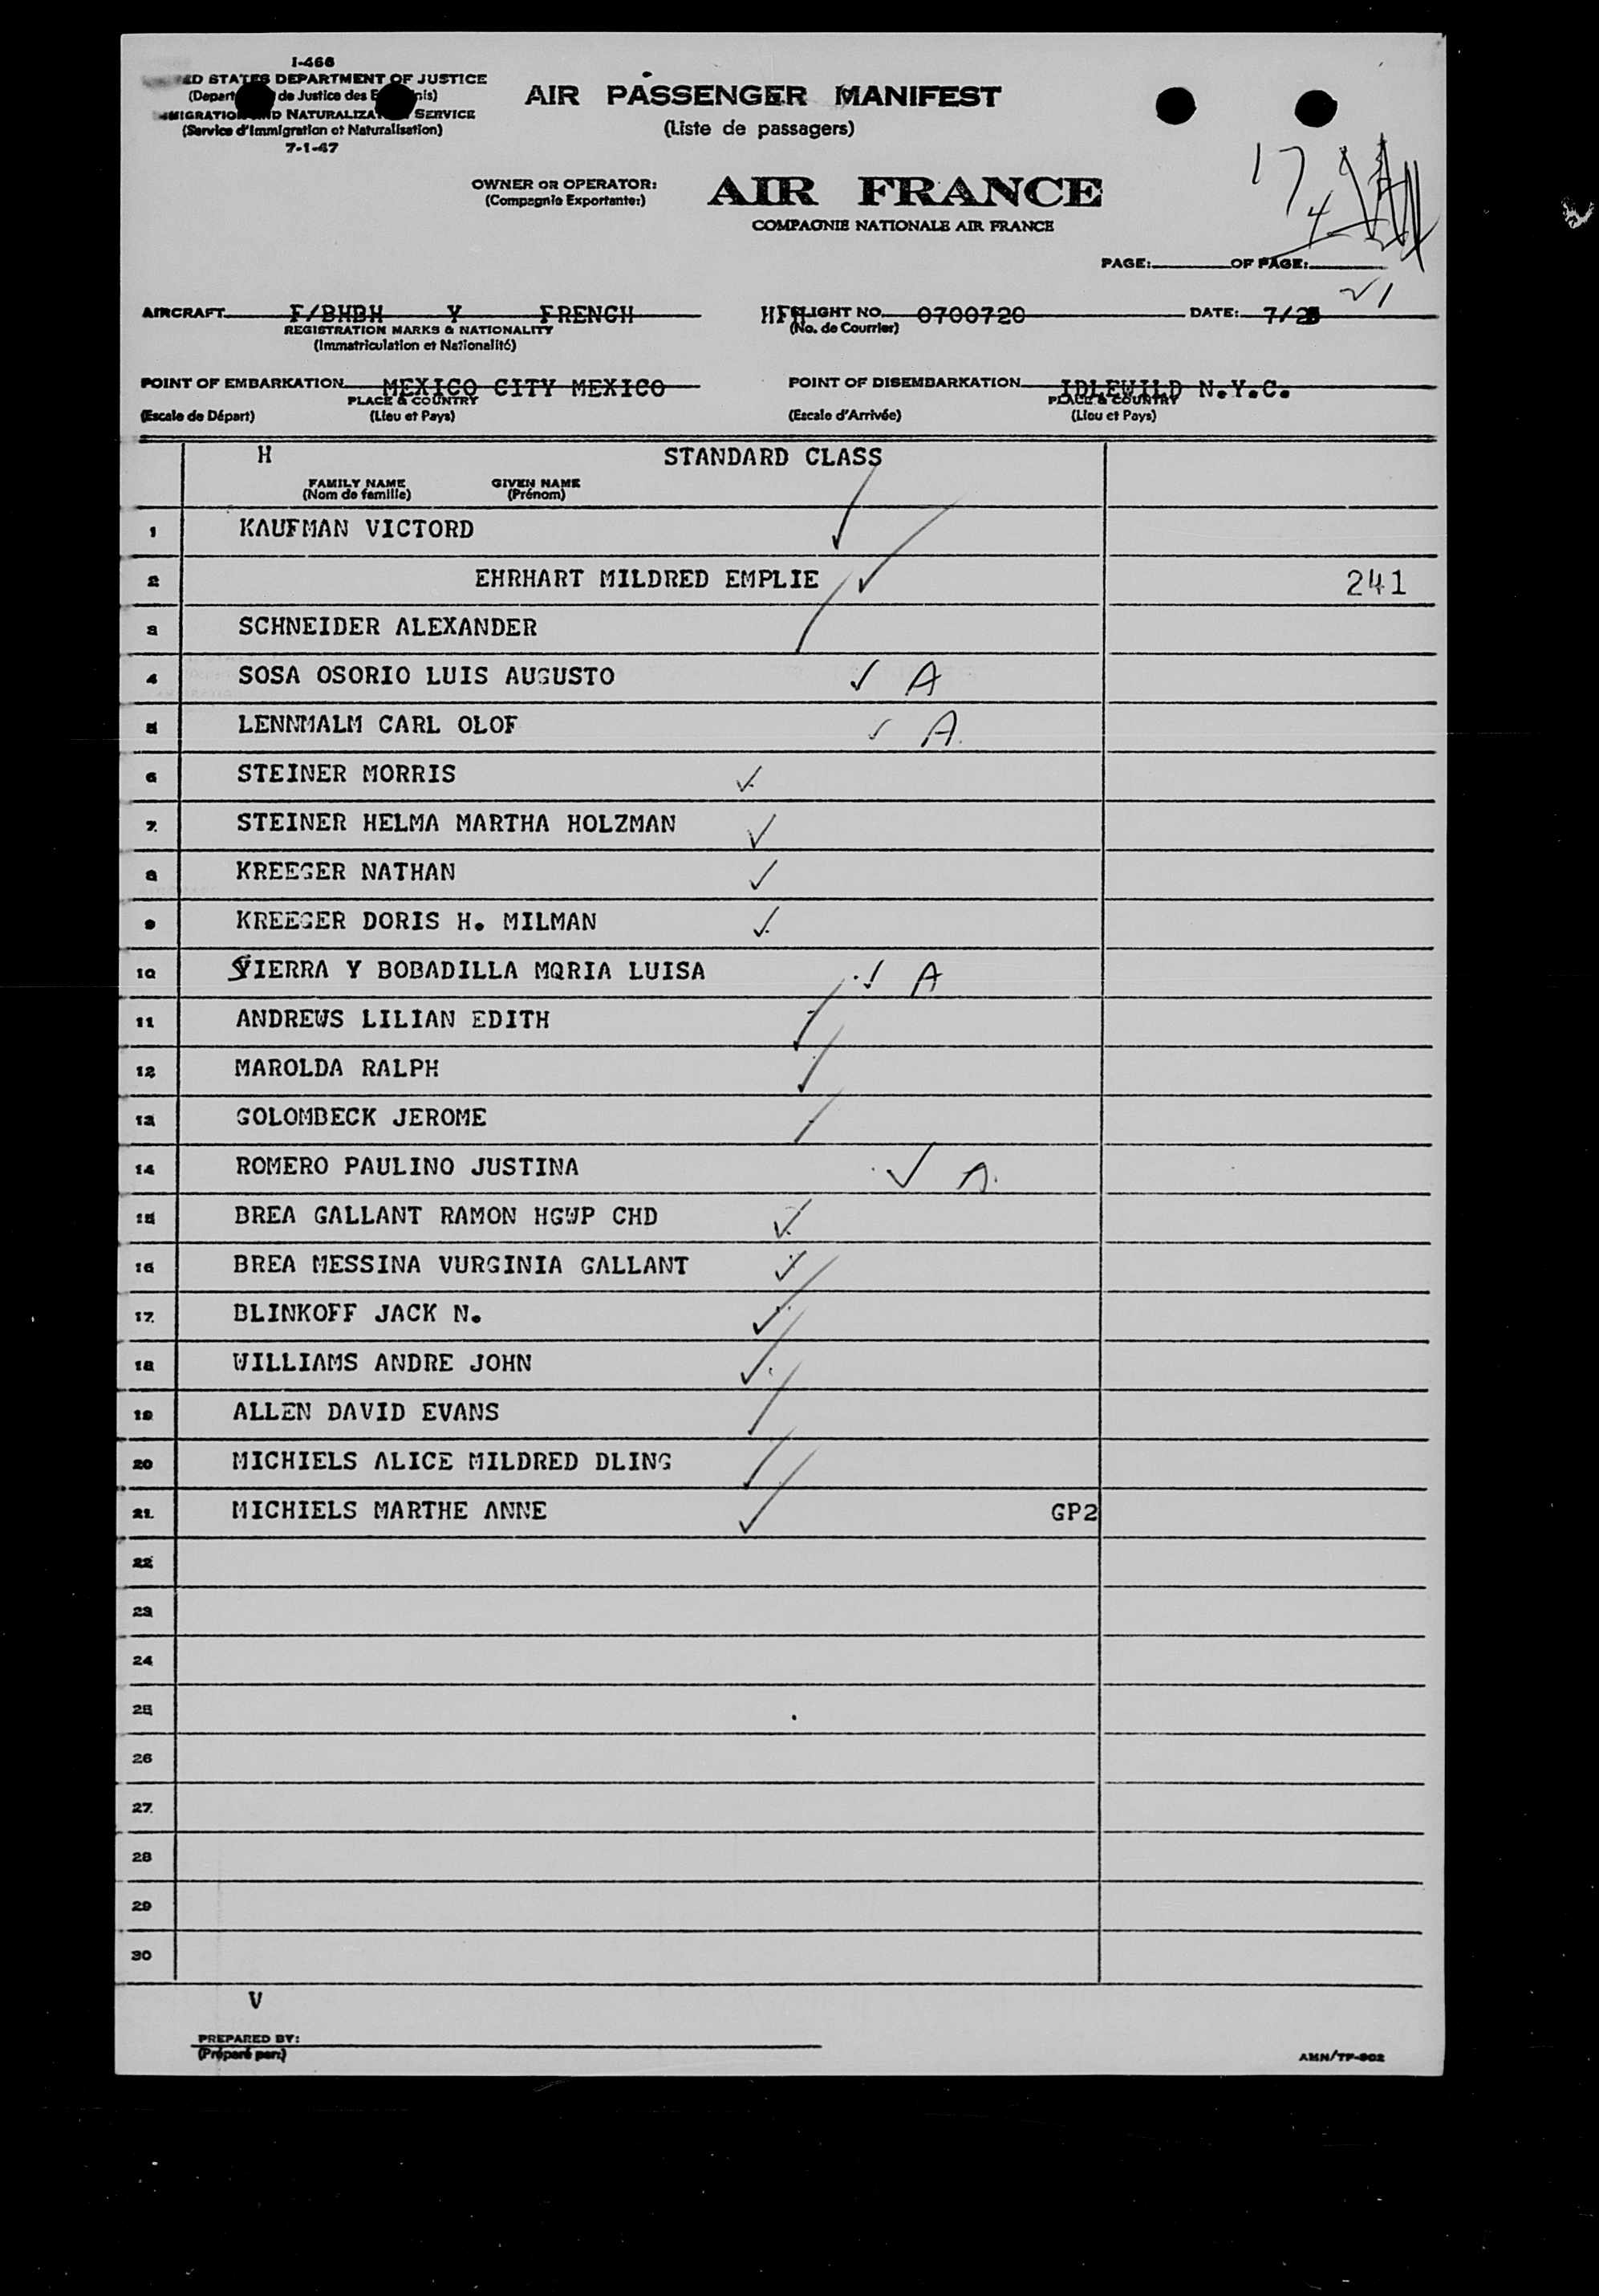 I-466
STATES DEPARTMENT OF JUSTICE
de Justice des
AIR PASSENGER MANIFEST
SERVICE
(Service d'Immigration et Naturalisation)
(Liste de passagers)
7-1-47
17
4
OWNER OR OPERATOR:
(Compagnie Exportante:)
AIR FRANCE
COMPAGNIE NATIONALE AIR FRANCE
PAGE: OF PAGE:
21
AIRCRAFT F/BHBH Y FRENCH FLIGHT NO. 0700720 DATE: 7/
REGISTRATION MARKS & NATIONALITY (No. de Courrier)
(Immatriculation et Nationalité)
POINT OF EMBARKATION MEXICO CITY MEXICO POINT OF DISEMBARKATION IDLEWILD N.Y.C.
PLACE & COUNTRY PLACE & COUNTRY
(Escale de Départ) (Lieu et Pays) (Escale d'Arrivée) (Lieu et Pays)
H STANDARD CLASS
FAMILY NAME GIVEN NAME
(Nom de famille) (Prénom)
1 KAUFMAN VICTORD
2 EHRHART MILDRED EMPLIE ✓ 241
3 SCHNEIDER ALEXANDER
4 SOSA OSORIO LUIS AUGUSTO ✓ A
5 LENNMALM CARL OLOF ✓ A.
6 STEINER MORRIS ✓
7. STEINER HELMA MARTHA HOLZMAN ✓
8 KREEGER NATHAN ✓
9 KREEGER DORIS H. MILMAN ✓
10 VIERRA Y BOBADILLA MQRIA LUISA ✓ A
11 ANDREWS LILIAN EDITH ✓
12 MAROLDA RALPH ✓
13 GOLOMBECK JEROME
14 ROMERO PAULINO JUSTINA ✓ A.
15 BREA GALLANT RAMON HGWP CHD ✓
16 BREA MESSINA VURGINIA GALLANT ✓
17. BLINKOFF JACK N. ✓
18 WILLIAMS ANDRE JOHN ✓
19 ALLEN DAVID EVANS
20 MICHIELS ALICE MILDRED DLING ✓
21. MICHIELS MARTHE ANNE ✓ GP2
22
23
24
25
26
27.
28
29
30
V
PREPARED BY:
(Préparé par:)
AMN/TF-902